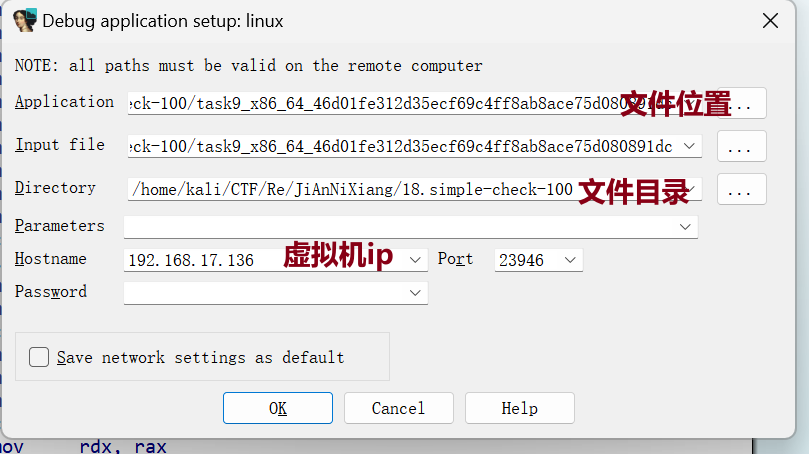 Debug application setup: linux
NOTE: all paths must be valid on the remote computer
Application :ck-100/task9_x86_64_46d01fe312d35ecf69c4ff8ab8ace75d080891dc 文件位置 ...
Input file :ck-100/task9_x86_64_46d01fe312d35ecf69c4ff8ab8ace75d080891dc ...
Directory /home/kali/CTF/Re/JiAnNiXiang/18.simple-check-100 文件目录 ...
Parameters
Hostname 192.168.17.136 虚拟机ip Port 23946
Password
Save network settings as default
OK Cancel Help
mov rdx, rax